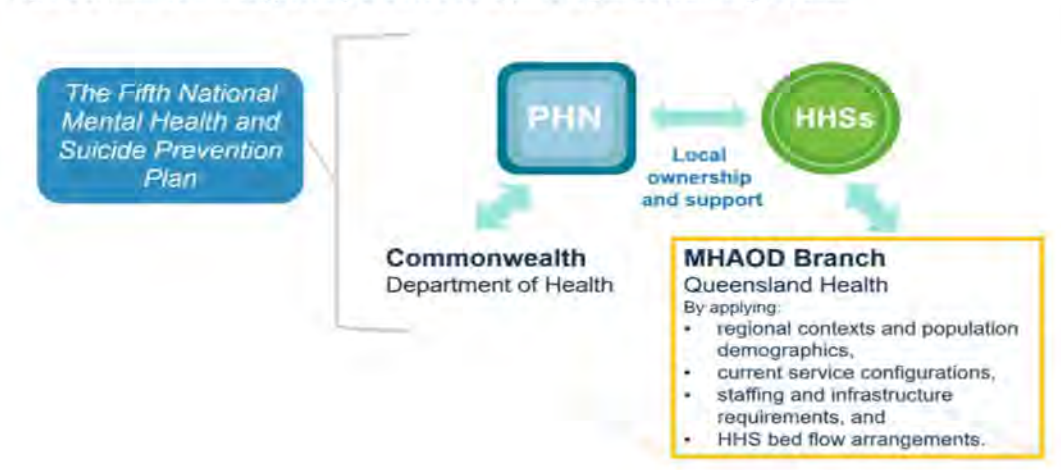 The Fifth National
Mental Health and
Suicide Prevention
Plan
PHN
HHSs
Local
ownership
and support
Commonwealth
Department of Health
MHAOD Branch
Queensland Health
By applying:
• regional contexts and population
demographics,
• current service configurations,
• staffing and infrastructure
requirements, and
• HHS bed flow arrangements.